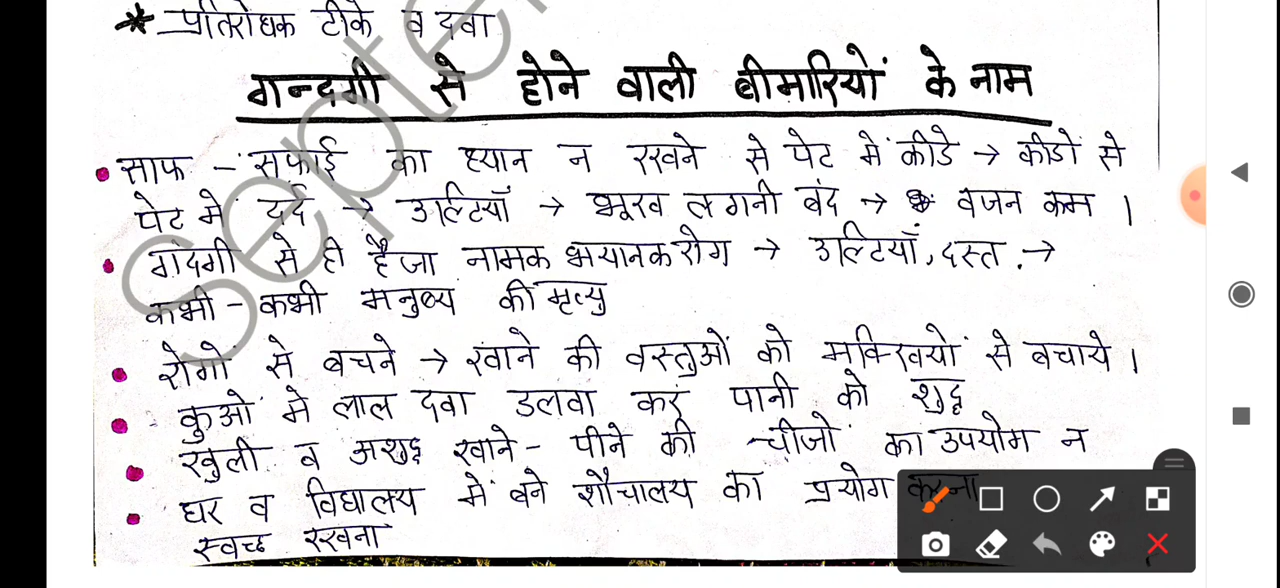 * प्रतिरोधक टीके व दवा
गन्दगी से होने वाली बीमारियों के नाम
• साफ - सफाई का ध्यान न रखने से पेट में कीडे → कीडो से
पेट में दर्द → उल्टियाँ → भूख लगनी बंद → वजन कम ।
• गंदगी से ही हैजा नामक भयानक रोग → उल्टियाँ, दस्त . →
कभी - कभी मनुष्य की मृत्यु
• रोगों से बचने → खाने की वस्तुओं को मक्खियों से बचाये ।
• कुओं में लाल दवा डलवा कर पानी को शुद्ध
• खुली व अशुद्ध खाने - पीने की चीजों का उपयोग न
• घर व विद्यालय में बने शौचालय का प्रयोग करना
स्वच्छ रखना